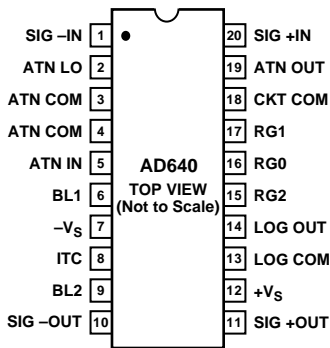 SIG –IN 1 20 SIG +IN
ATN LO 2 19 ATN OUT
ATN COM 3 18 CKT COM
ATN COM 4 17 RG1
ATN IN 5 16 RG0
BL1 6 15 RG2
–VS 7 14 LOG OUT
ITC 8 13 LOG COM
BL2 9 12 +VS
SIG –OUT 10 11 SIG +OUT
AD640
TOP VIEW
(Not to Scale)